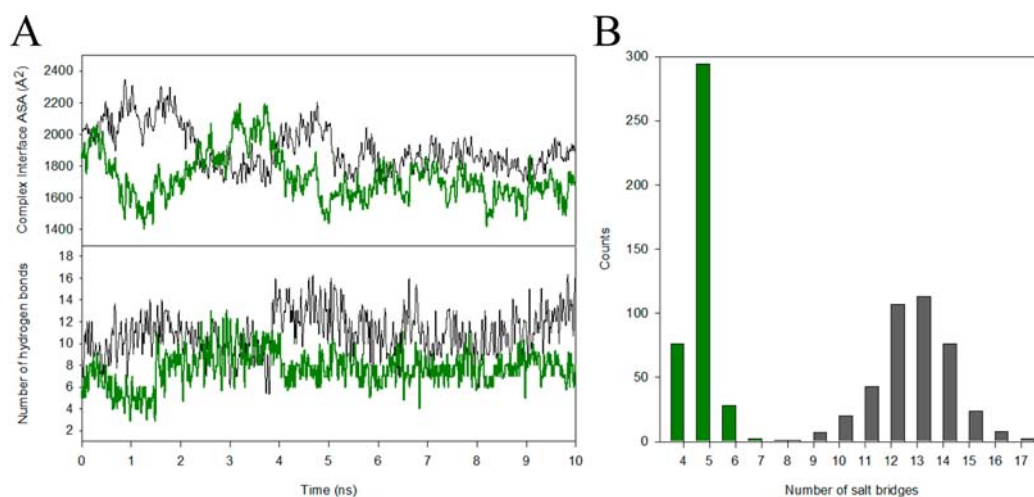 A
Complex Interface ASA (Å2)
2400
2200
2000
1800
1600
1400
Number of hydrogen bonds
18
16
14
12
10
8
6
4
2
0 1 2 3 4 5 6 7 8 9 10
Time (ns)
B
Counts
300
250
200
150
100
50
0
4 5 6 7 8 9 10 11 12 13 14 15 16 17
Number of salt bridges